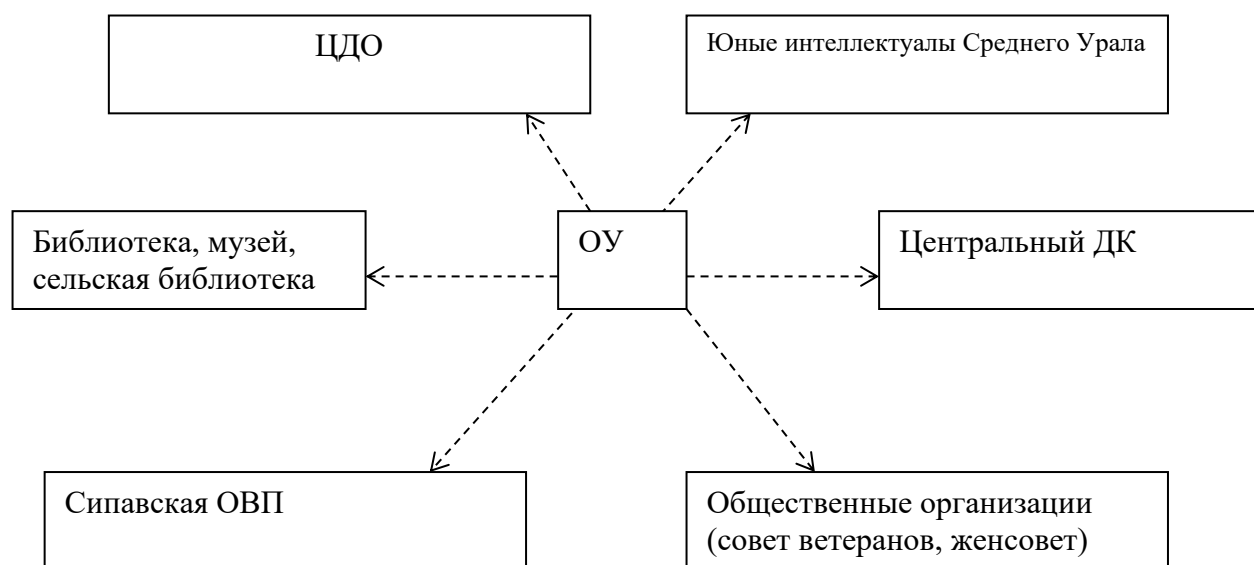 ЦДО
Юные интеллектуалы Среднего Урала
Библиотека, музей,
сельская библиотека
ОУ
Центральный ДК
Сипавская ОВП
Общественные организации
(совет ветеранов, женсовет)